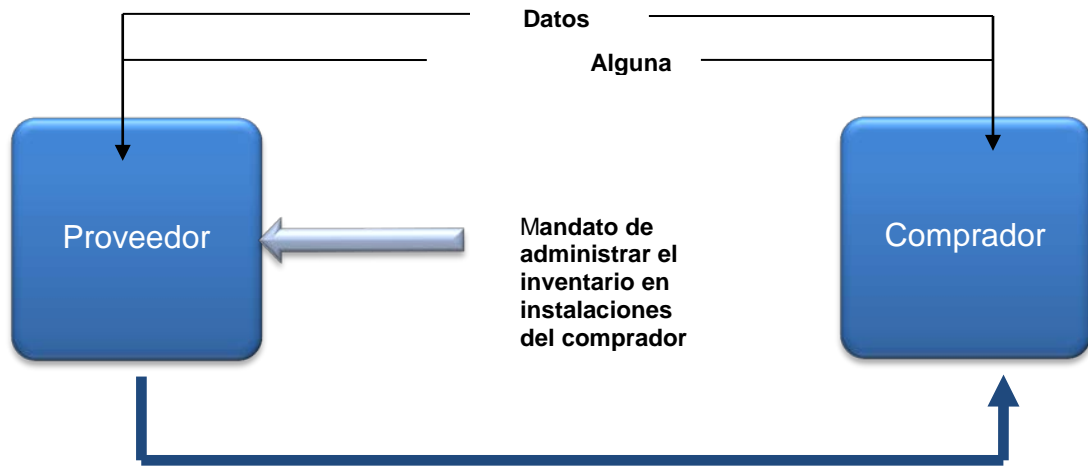 Datos
Alguna
Proveedor
Mandato de
administrar el
inventario en
instalaciones
del comprador
Comprador